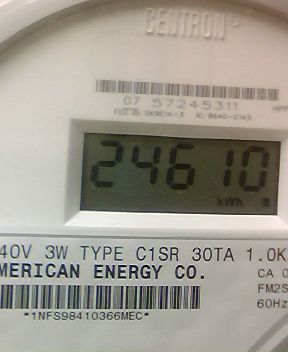 CENTRON®
07 57245311
24610
kWh
40V 3W TYPE C1SR 30TA 1.0K
MERICAN ENERGY CO.
CA 0
FM2S
60Hz
*1NFS98410366MEC*